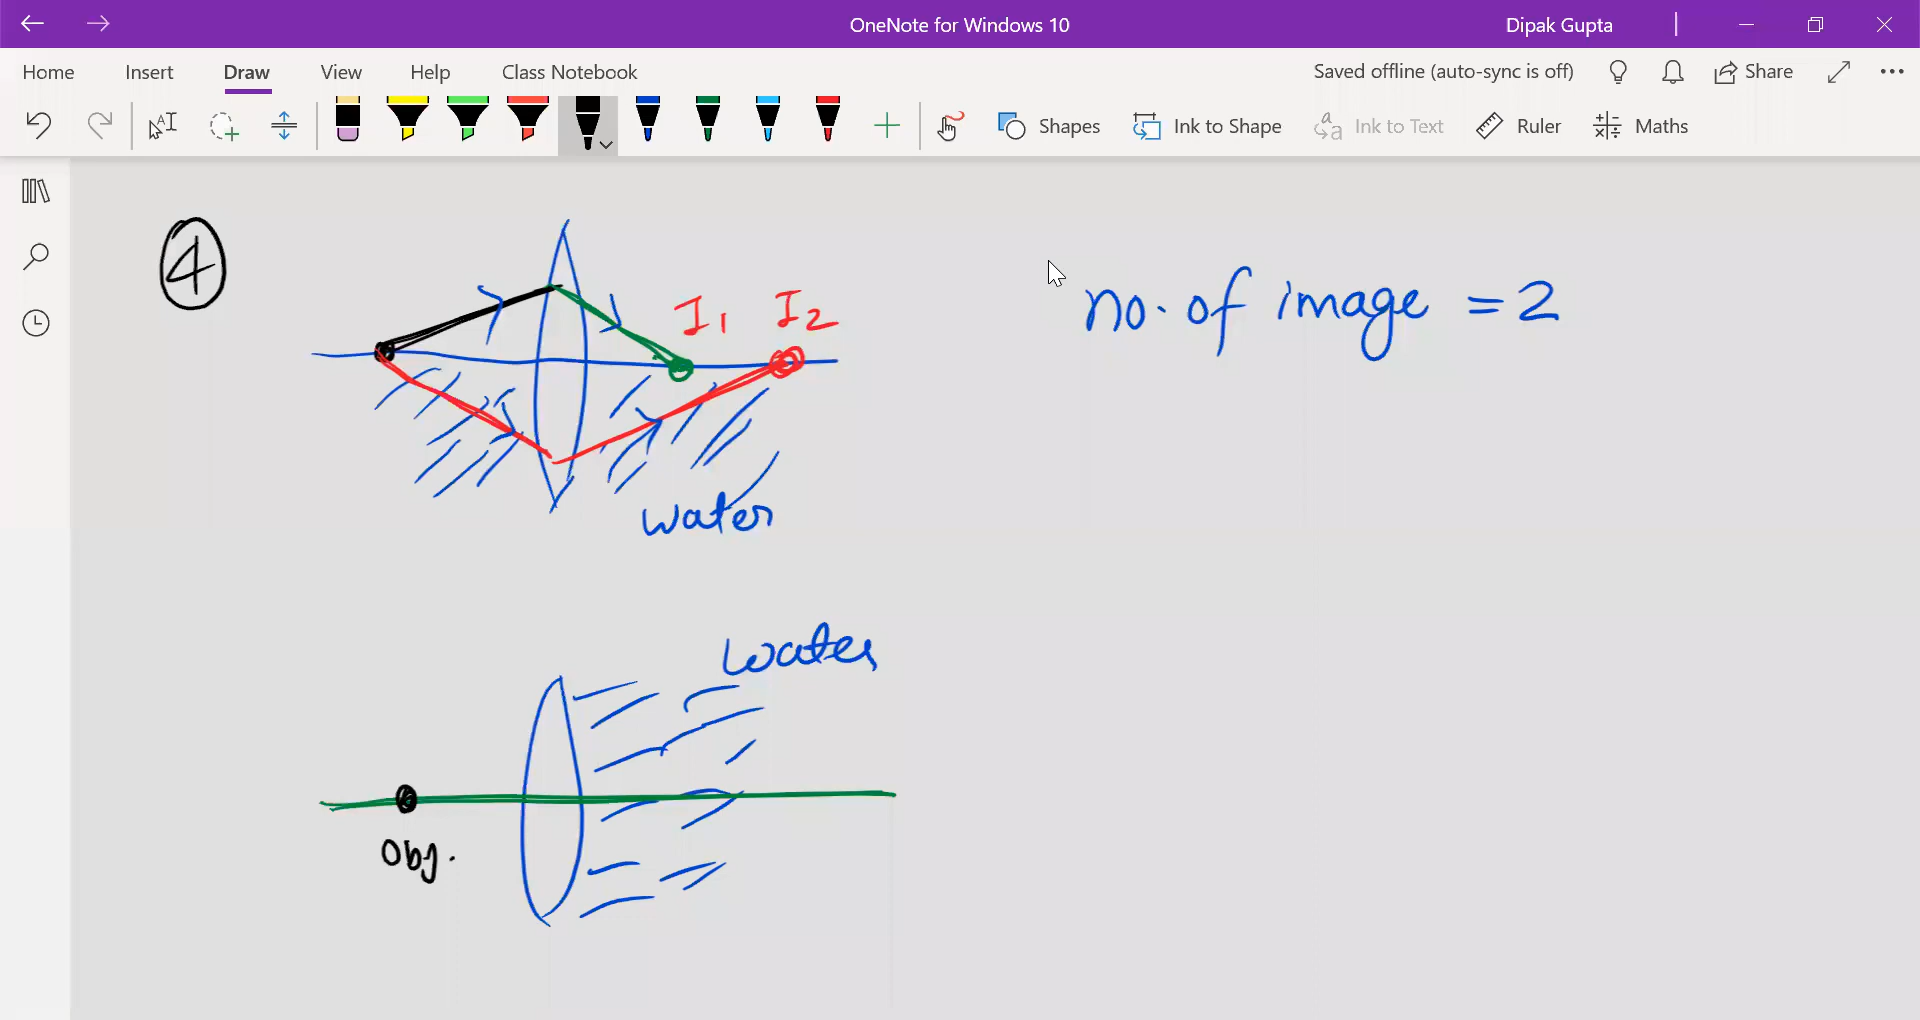 OneNote for Windows 10
Dipak Gupta
Home Insert Draw View Help Class Notebook
Saved offline (auto-sync is off) Share
Shapes Ink to Shape Ink to Text Ruler Maths
4
I1 I2
no. of image = 2
water
water
Obj.